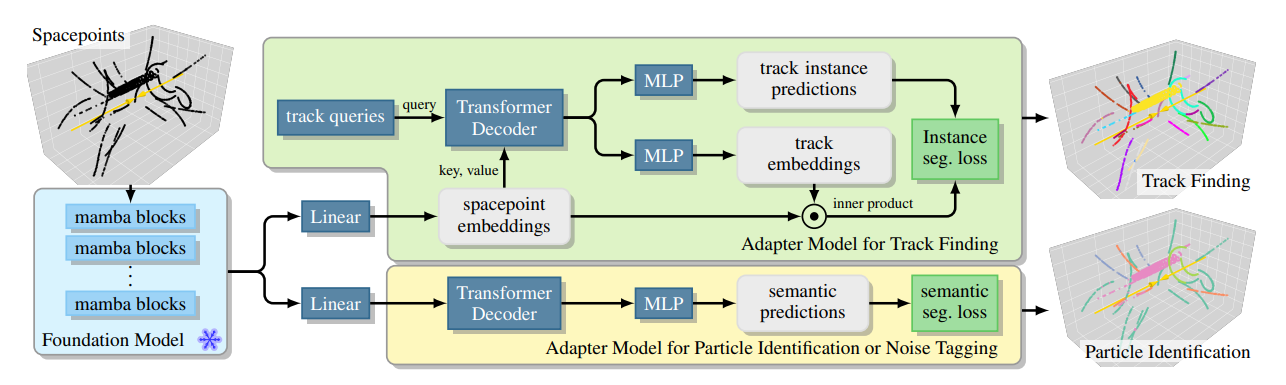 Spacepoints
mamba blocks
mamba blocks
mamba blocks
Foundation Model
track queries
query
Transformer
Decoder
key, value
MLP
track instance
predictions
MLP
track
embeddings
Instance
seg. loss
Linear
spacepoint
embeddings
inner product
Adapter Model for Track Finding
Linear
Transformer
Decoder
MLP
semantic
predictions
semantic
seg. loss
Adapter Model for Particle Identification or Noise Tagging
Track Finding
Particle Identification